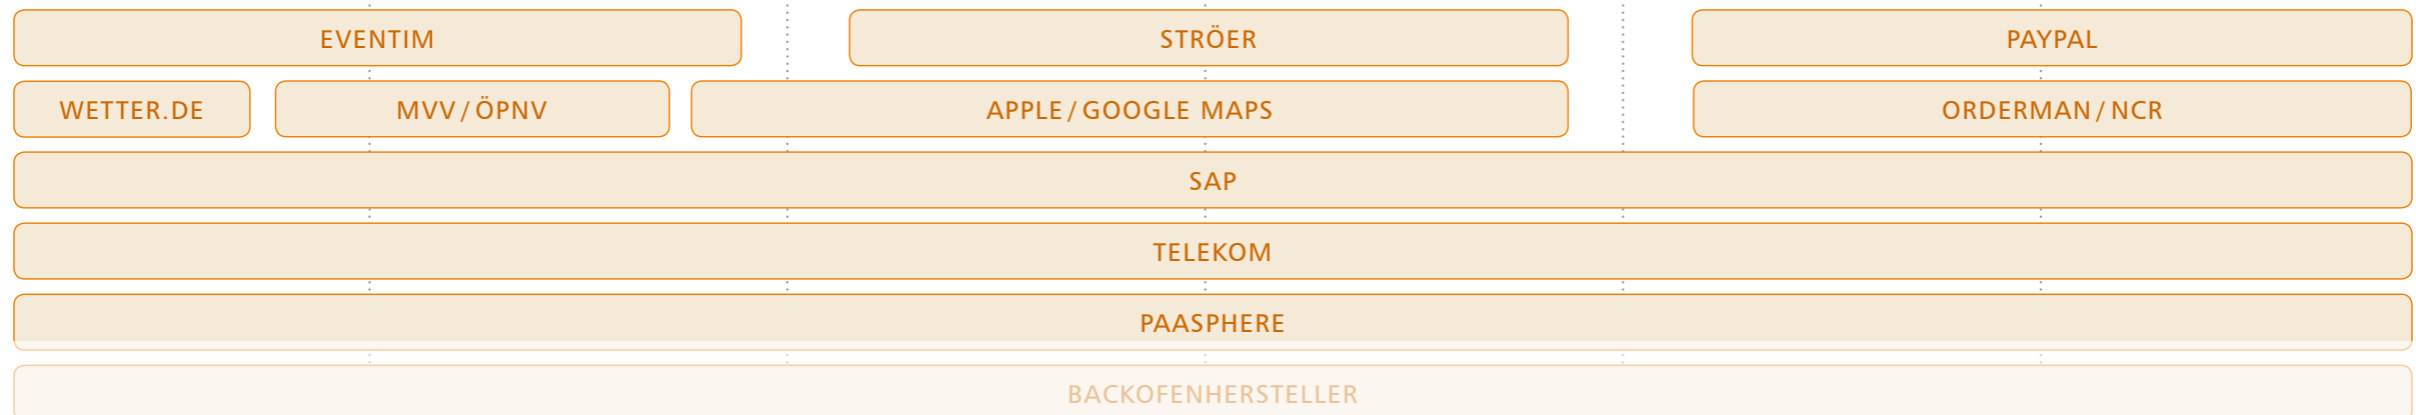 EVENTIM STRÖER PAYPAL
WETTER.DE MVV / ÖPNV APPLE / GOOGLE MAPS ORDERMAN / NCR
SAP
TELEKOM
PAASPHERE
BACKOFENHERSTELLER